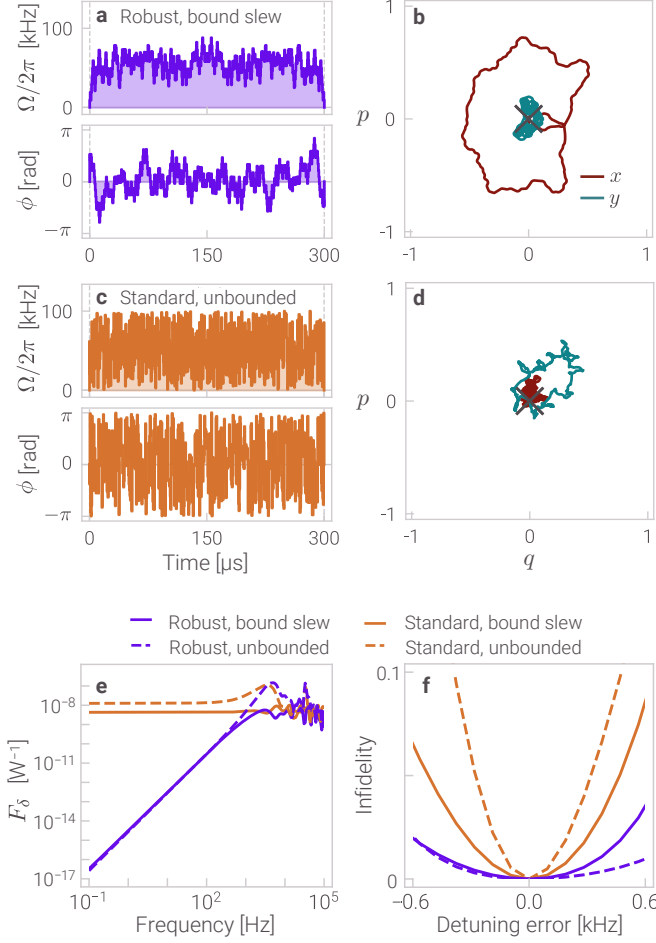 a Robust, bound slew
Ω/2π [kHz]
100
0
π
ϕ [rad]
0
−π
0 150 300
b
p
1
0
-1
x
y
-1 0 1
c Standard, unbounded
Ω/2π [kHz]
100
0
π
ϕ [rad]
0
−π
0 150 300
Time [µs]
d
p
1
0
-1
-1 0 1
q
Robust, bound slew
Robust, unbounded
Standard, bound slew
Standard, unbounded
e
F_δ [W⁻¹]
10⁻⁸
10⁻¹¹
10⁻¹⁴
10⁻¹⁷
10⁻¹ 10² 10⁵
Frequency [Hz]
f
Infidelity
0.1
0
−0.6 0.0 0.6
Detuning error [kHz]